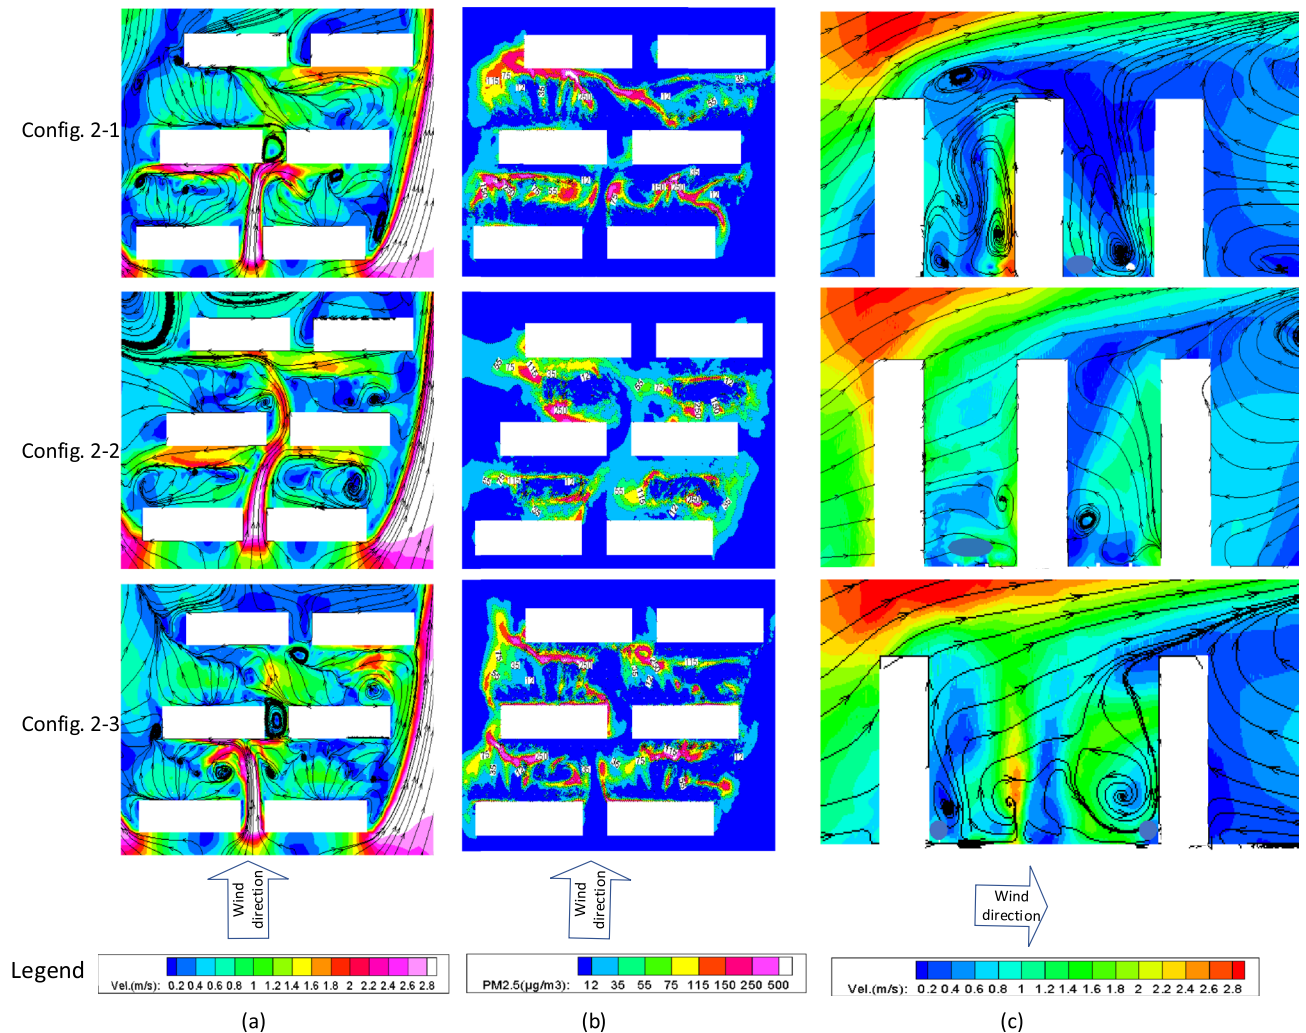 Config. 2-1
Config. 2-2
Config. 2-3
Wind
direction
Wind
direction
Wind
direction
Legend
Vel.(m/s): 0.2 0.4 0.6 0.8 1 1.2 1.4 1.6 1.8 2 2.2 2.4 2.6 2.8
PM2.5(µg/m3): 12 35 55 75 115 150 250 500
Vel.(m/s): 0.2 0.4 0.6 0.8 1 1.2 1.4 1.6 1.8 2 2.2 2.4 2.6 2.8
(a)
(b)
(c)